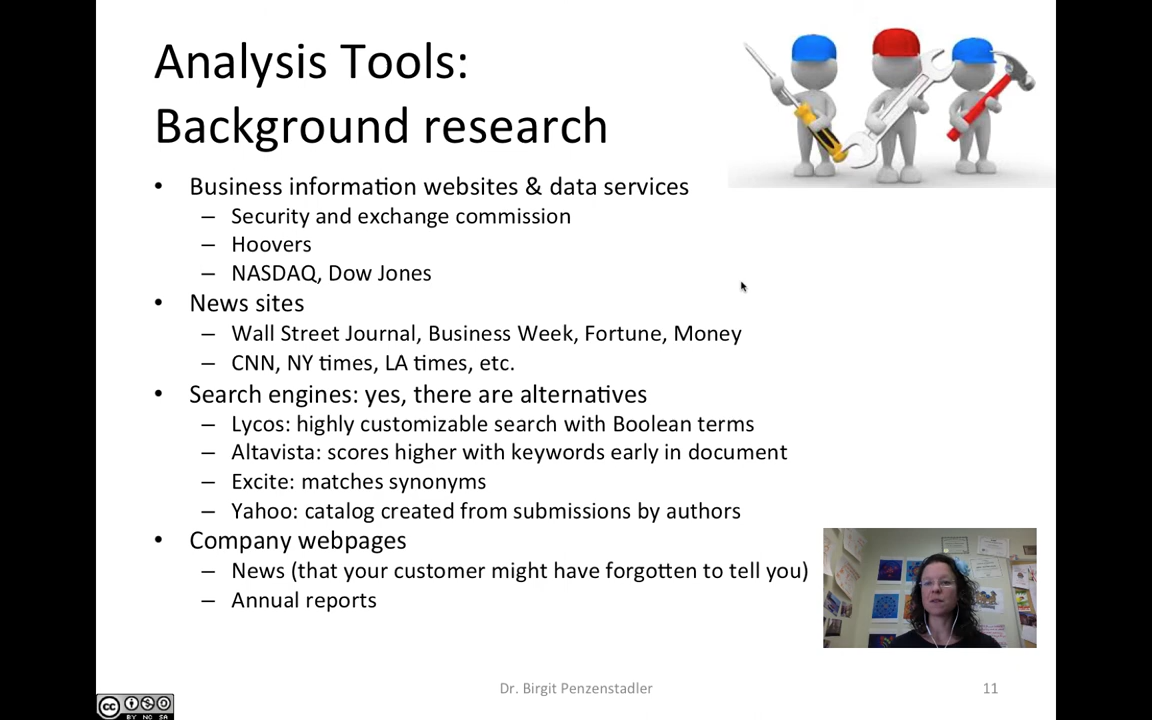 Analysis Tools:
Background research
• Business information websites & data services
– Security and exchange commission
– Hoovers
– NASDAQ, Dow Jones
• News sites
– Wall Street Journal, Business Week, Fortune, Money
– CNN, NY times, LA times, etc.
• Search engines: yes, there are alternatives
– Lycos: highly customizable search with Boolean terms
– Altavista: scores higher with keywords early in document
– Excite: matches synonyms
– Yahoo: catalog created from submissions by authors
• Company webpages
– News (that your customer might have forgotten to tell you)
– Annual reports
Dr. Birgit Penzenstadler
11
cc
BY NC SA